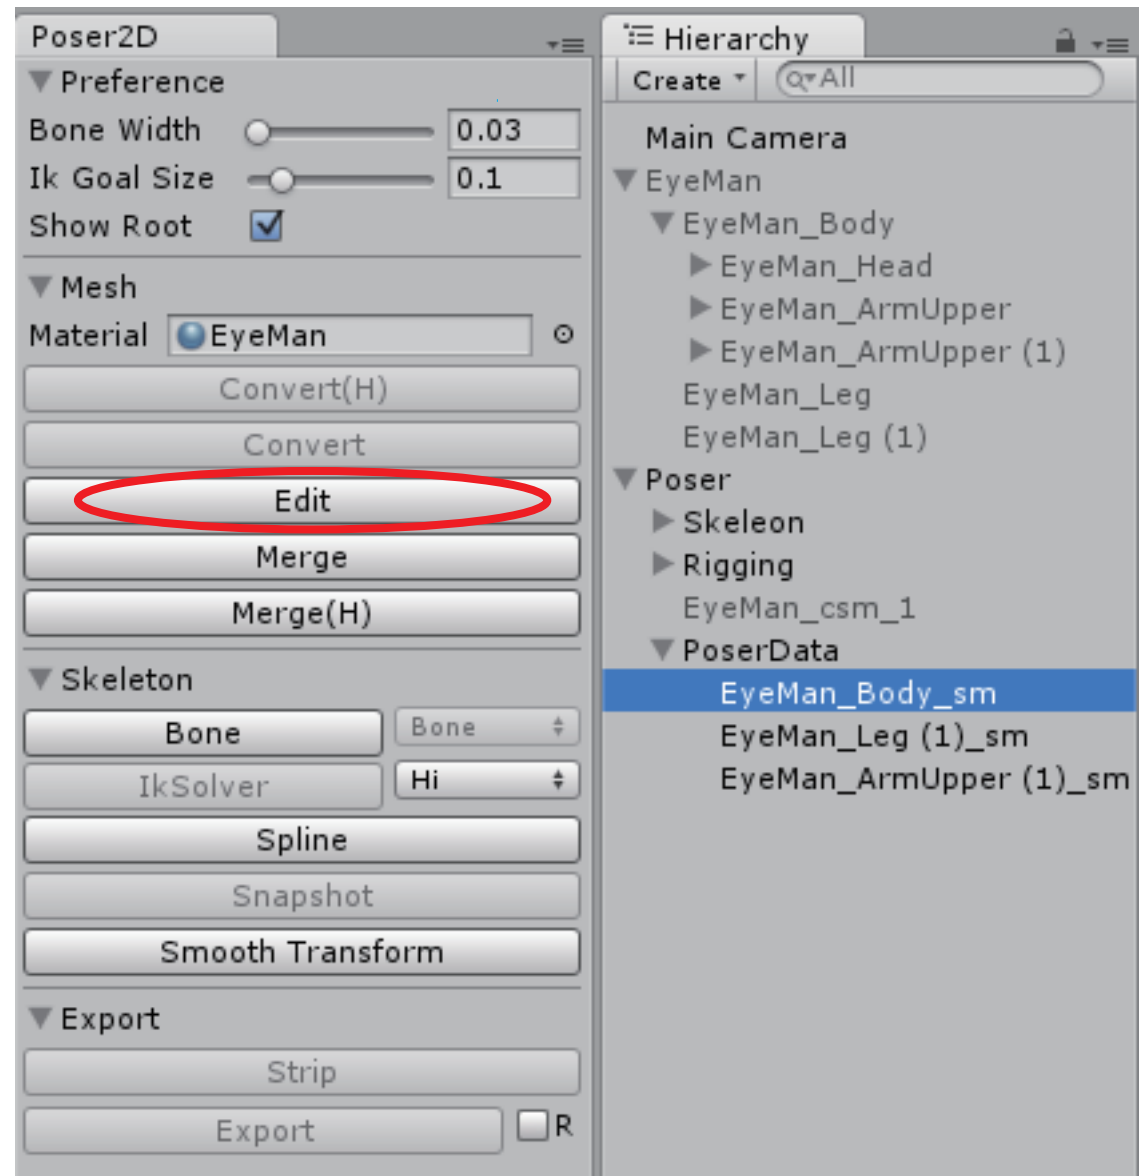 Poser2D
Preference
Bone Width 0.03
Ik Goal Size 0.1
Show Root
Mesh
Material EyeMan
Convert(H)
Convert
Edit
Merge
Merge(H)
Skeleton
Bone Bone
IkSolver Hi
Spline
Snapshot
Smooth Transform
Export
Strip
Export R
Hierarchy
Create All
Main Camera
EyeMan
EyeMan_Body
EyeMan_Head
EyeMan_ArmUpper
EyeMan_ArmUpper (1)
EyeMan_Leg
EyeMan_Leg (1)
Poser
Skeleon
Rigging
EyeMan_csm_1
PoserData
EyeMan_Body_sm
EyeMan_Leg (1)_sm
EyeMan_ArmUpper (1)_sm